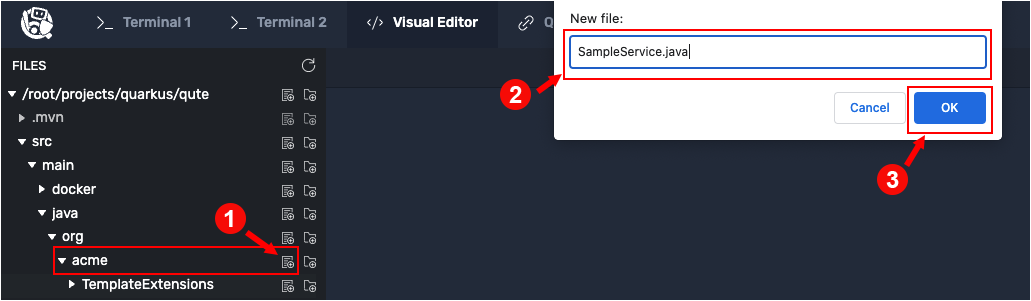 Terminal 1
Terminal 2
Visual Editor
Q
New file:
SampleService.java
2
Cancel
OK
3
FILES
/root/projects/quarkus/qute
.mvn
src
main
docker
java
1
org
acme
TemplateExtensions